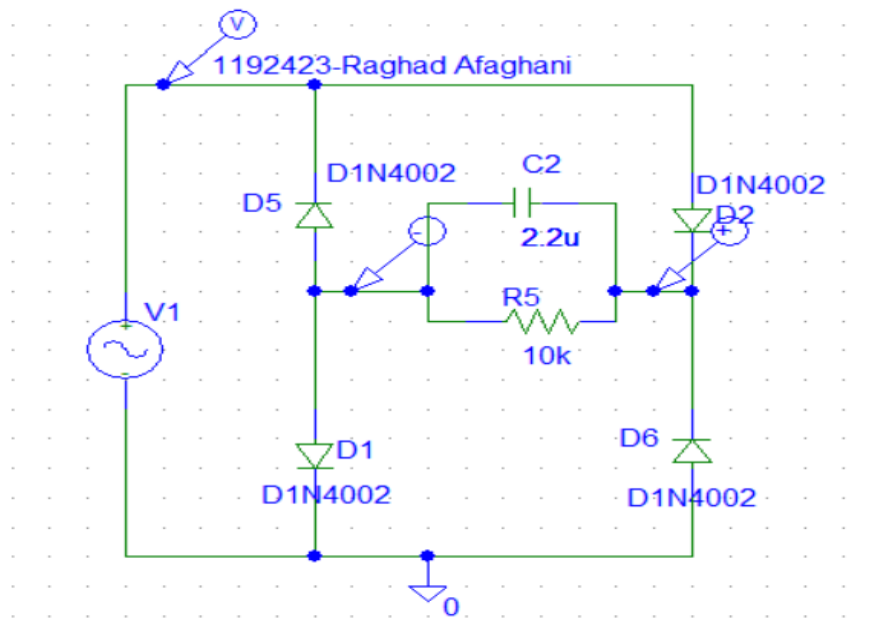 V
1192423-Raghad Afaghani
D1N4002
C2
D1N4002
D5
D2
+
-
2.2u
V1
+
-
R5
10k
D1
D6
D1N4002
D1N4002
0